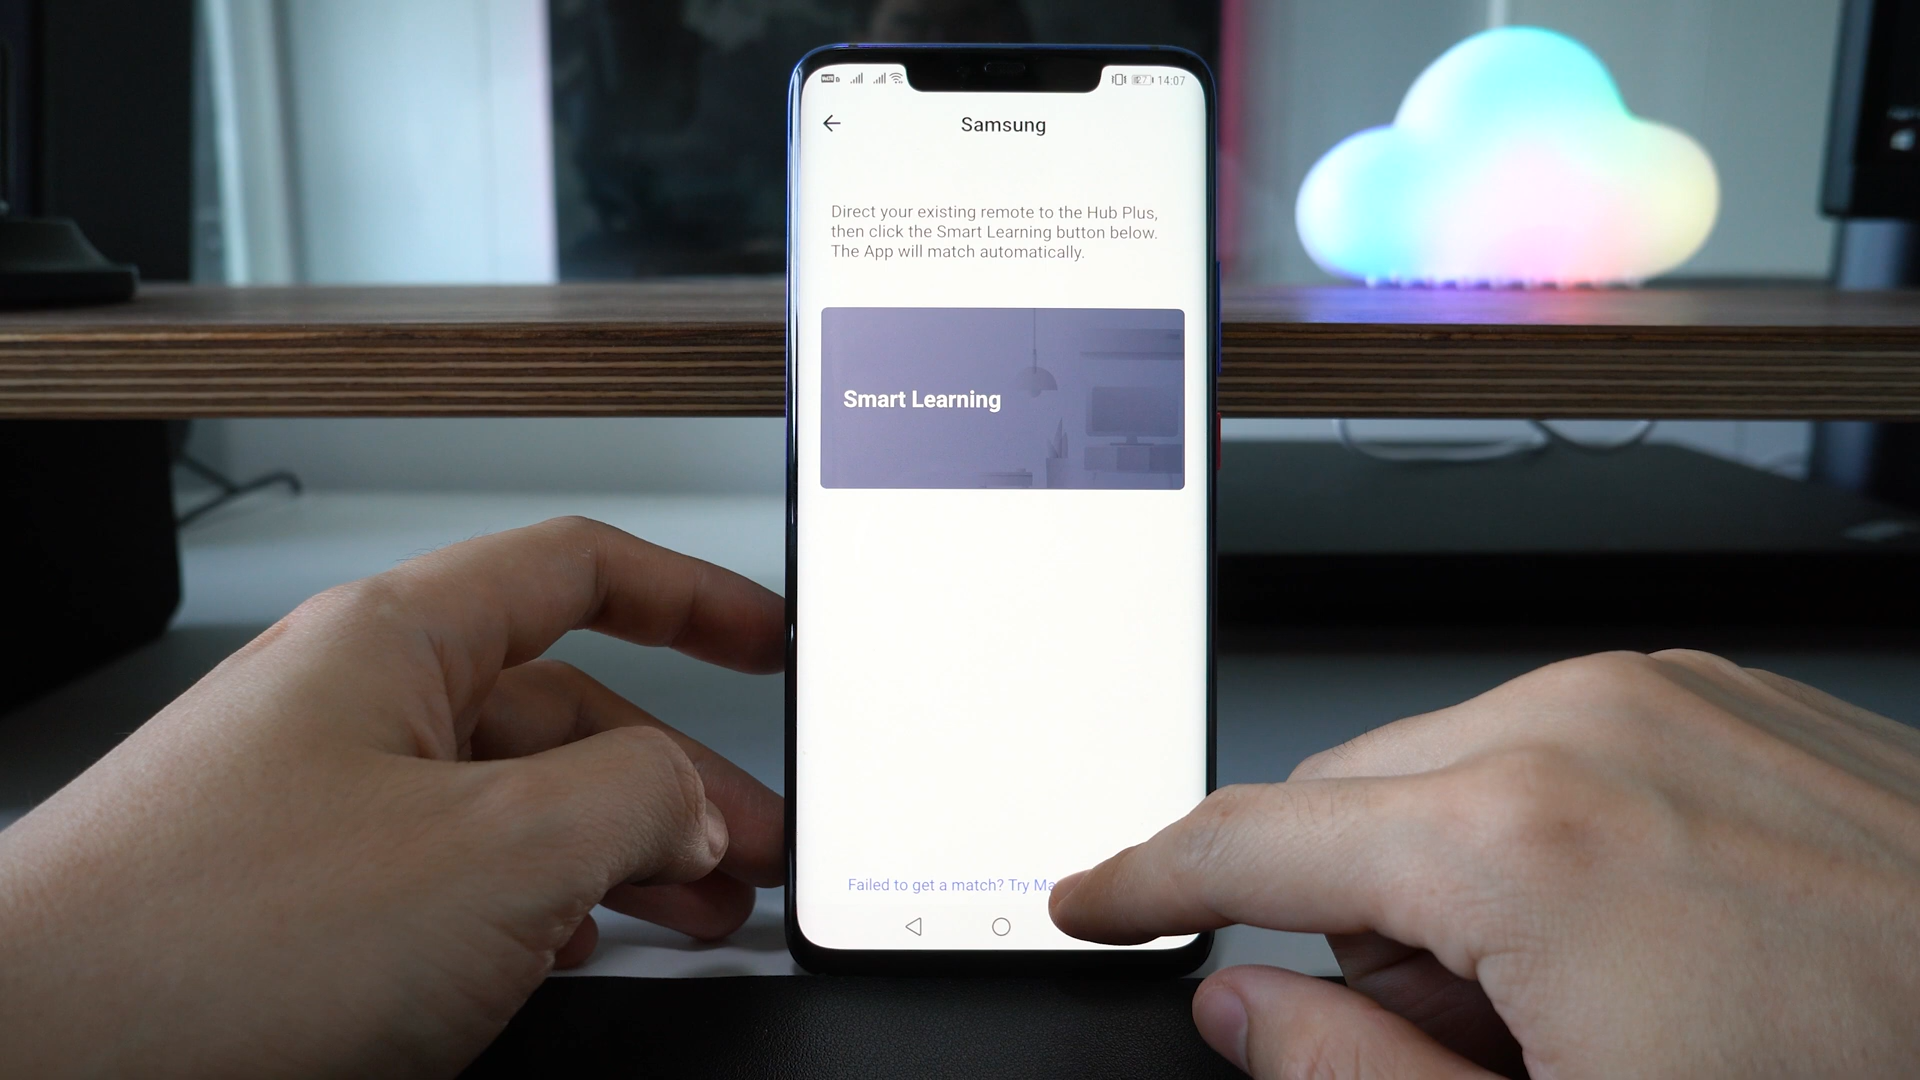 14:07
Samsung
Direct your existing remote to the Hub Plus,
then click the Smart Learning button below.
The App will match automatically.
Smart Learning
Failed to get a match? Try